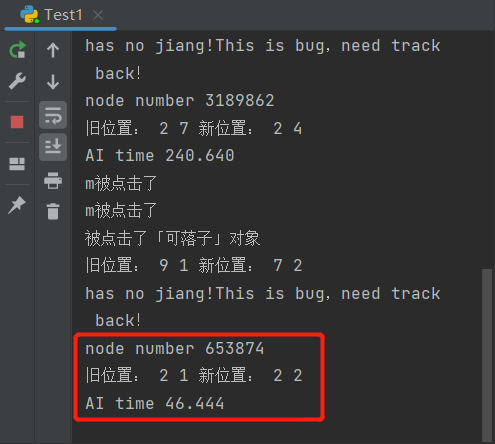 Test1
has no jiang!This is bug, need track
back!
node number 3189862
旧位置： 2 7 新位置： 2 4
AI time 240.640
m被点击了
m被点击了
被点击了「可落子」对象
旧位置： 9 1 新位置： 7 2
has no jiang!This is bug, need track
back!
node number 653874
旧位置： 2 1 新位置： 2 2
AI time 46.444